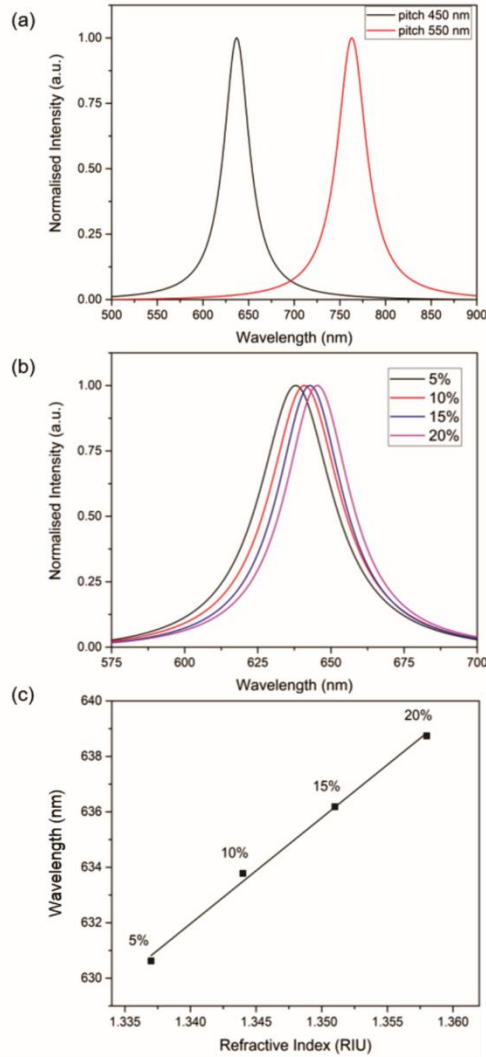 (a)
pitch 450 nm
pitch 550 nm
Normalised Intensity (a.u.)
1.00
0.75
0.50
0.25
0.00
500 550 600 650 700 750 800 850 900
Wavelength (nm)
(b)
5%
10%
15%
20%
Normalised Intensity (a.u.)
1.00
0.75
0.50
0.25
0.00
575 600 625 650 675 700
Wavelength (nm)
(c)
Wavelength (nm)
640
638
636
634
631
630
20%
15%
10%
5%
1.335 1.340 1.345 1.350 1.355 1.360
Refractive Index (RIU)